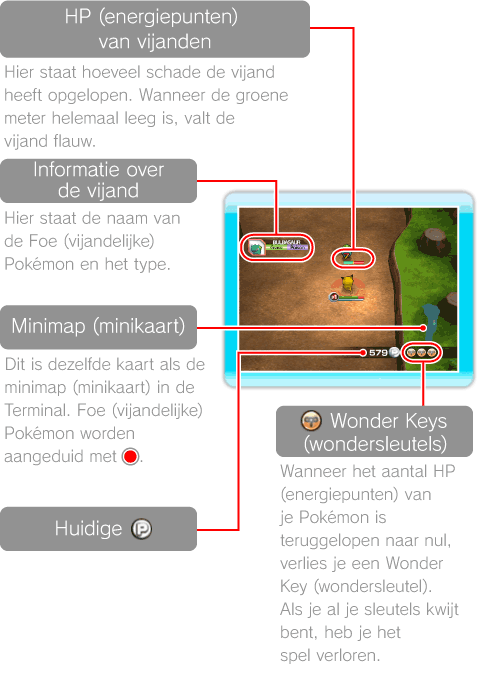 HP (energiepunten)
van vijanden
Hier staat hoeveel schade de vijand
heeft opgelopen. Wanneer de groene
meter helemaal leeg is, valt de
vijand flauw.
Informatie over
de vijand
Hier staat de naam van
de Foe (vijandelijke)
Pokémon en het type.
BULBASAUR
Grass Poison
Minimap (minikaart)
Dit is dezelfde kaart als de
minimap (minikaart) in de
Terminal. Foe (vijandelijke)
Pokémon worden
aangeduid met .
579 P
Wonder Keys
(wondersleutels)
Wanneer het aantal HP
(energiepunten) van
je Pokémon is
teruggelopen naar nul,
verlies je een Wonder
Key (wondersleutel).
Als je al je sleutels kwijt
bent, heb je het
spel verloren.
Huidige P